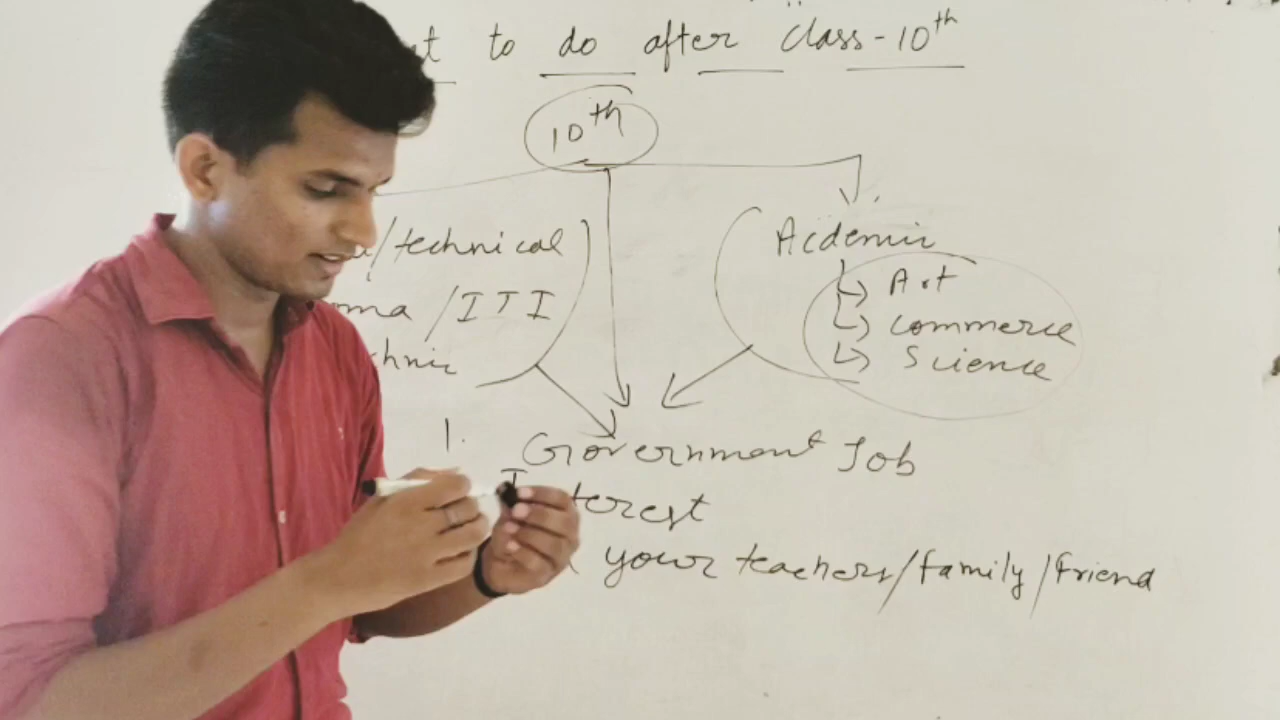 to do after class-10th
10th
/technical
/ITI
Acdemic
Art
Commerce
Science
1.
Government Job
Interest
your teachers/family/friend